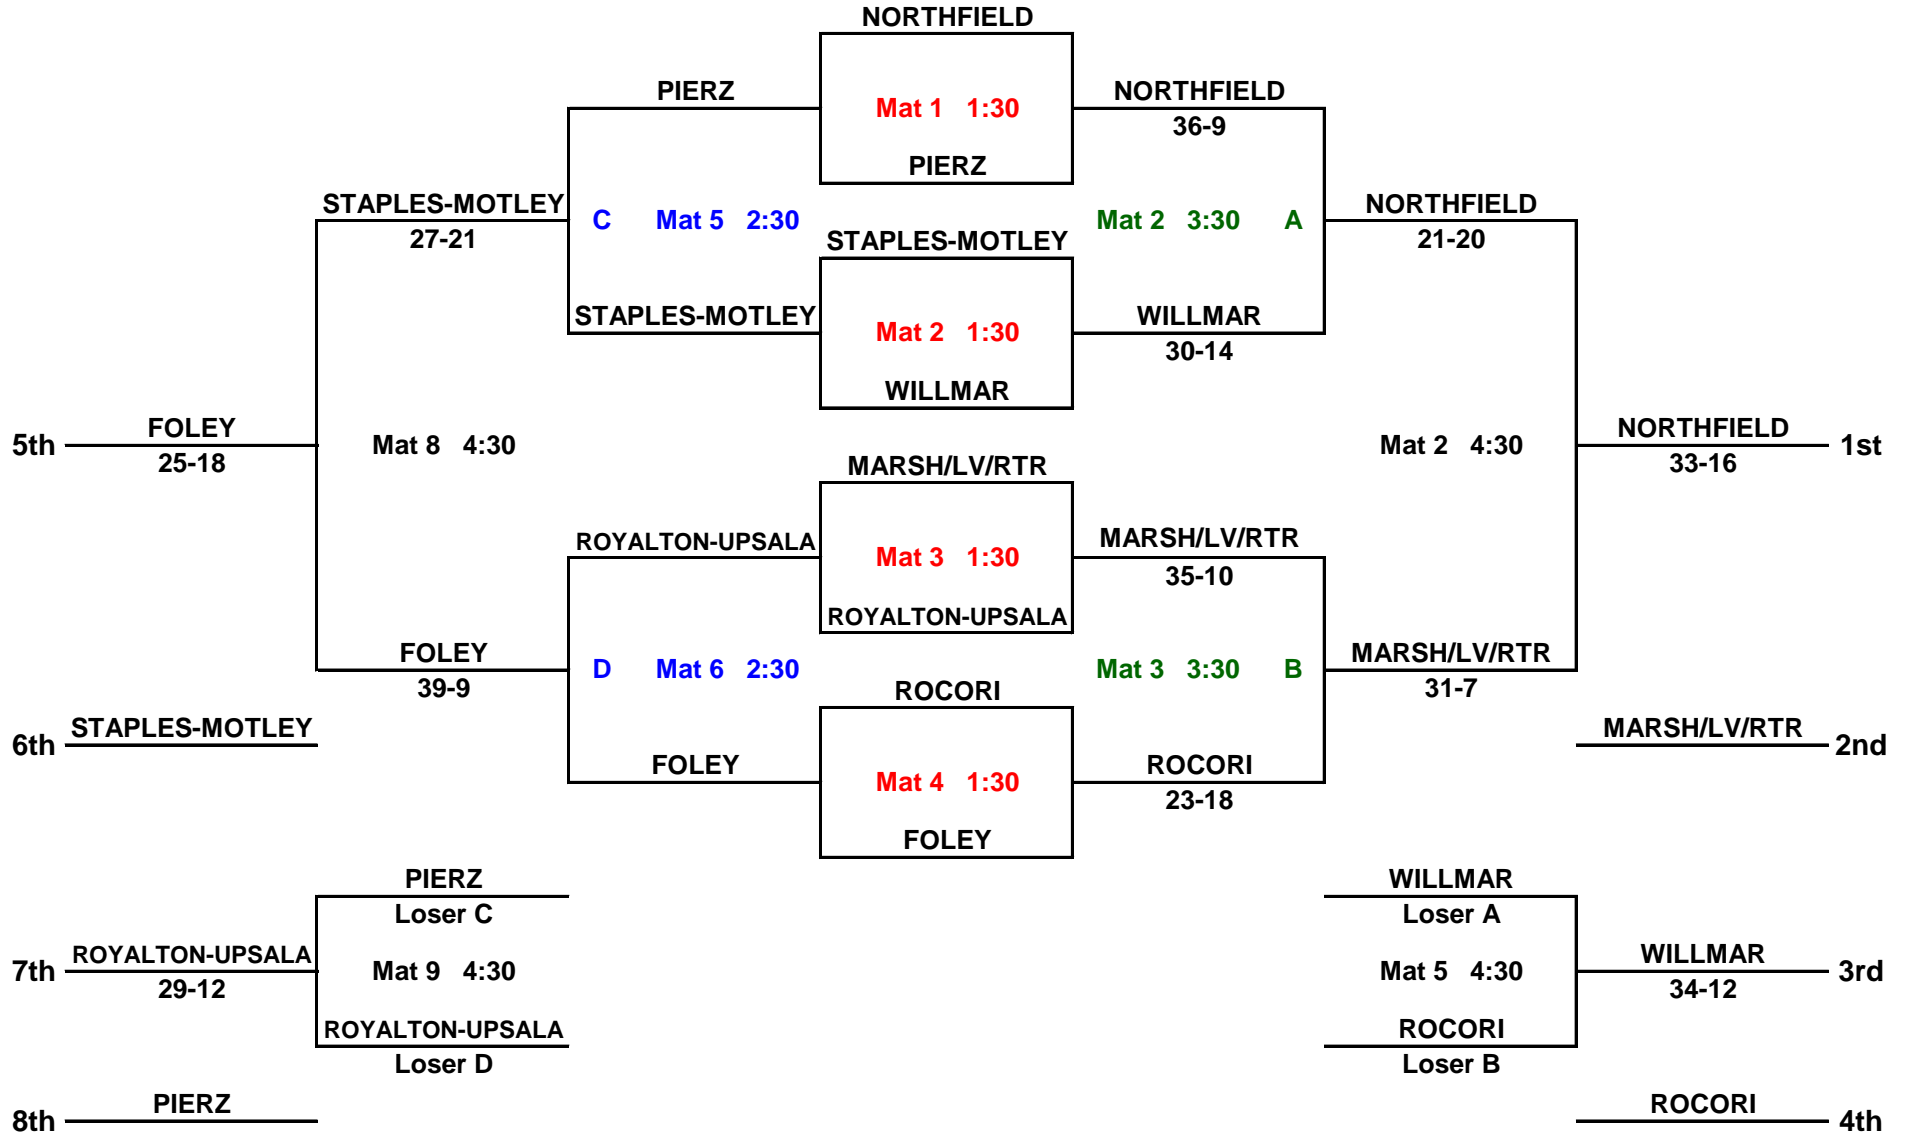 NORTHFIELD
PIERZ
Mat 1 1:30
NORTHFIELD
36-9
PIERZ
STAPLES-MOTLEY
27-21
C Mat 5 2:30
Mat 2 3:30 A
NORTHFIELD
21-20
STAPLES-MOTLEY
STAPLES-MOTLEY
Mat 2 1:30
WILLMAR
30-14
WILLMAR
5th
FOLEY
25-18
Mat 8 4:30
Mat 2 4:30
NORTHFIELD
33-16
1st
MARSH/LV/RTR
ROYALTON-UPSALA
Mat 3 1:30
MARSH/LV/RTR
35-10
ROYALTON-UPSALA
FOLEY
39-9
D Mat 6 2:30
Mat 3 3:30 B
MARSH/LV/RTR
31-7
ROCORI
6th STAPLES-MOTLEY
MARSH/LV/RTR 2nd
FOLEY
Mat 4 1:30
ROCORI
23-18
FOLEY
PIERZ
Loser C
WILLMAR
Loser A
7th
ROYALTON-UPSALA
29-12
Mat 9 4:30
Mat 5 4:30
WILLMAR
34-12
3rd
ROYALTON-UPSALA
Loser D
ROCORI
Loser B
8th PIERZ
ROCORI 4th